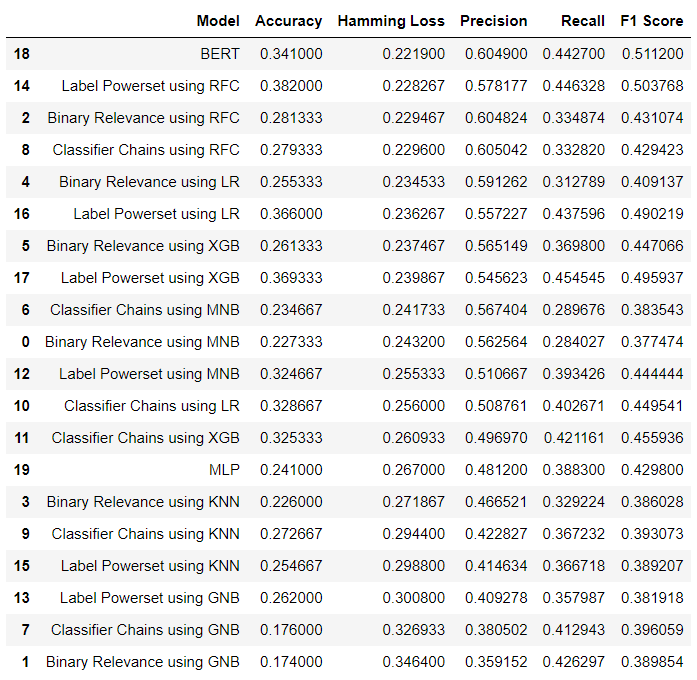 Model Accuracy Hamming Loss Precision Recall F1 Score
18 BERT 0.341000 0.221900 0.604900 0.442700 0.511200
14 Label Powerset using RFC 0.382000 0.228267 0.578177 0.446328 0.503768
2 Binary Relevance using RFC 0.281333 0.229467 0.604824 0.334874 0.431074
8 Classifier Chains using RFC 0.279333 0.229600 0.605042 0.332820 0.429423
4 Binary Relevance using LR 0.255333 0.234533 0.591262 0.312789 0.409137
16 Label Powerset using LR 0.366000 0.236267 0.557227 0.437596 0.490219
5 Binary Relevance using XGB 0.261333 0.237467 0.565149 0.369800 0.447066
17 Label Powerset using XGB 0.369333 0.239867 0.545623 0.454545 0.495937
6 Classifier Chains using MNB 0.234667 0.241733 0.567404 0.289676 0.383543
0 Binary Relevance using MNB 0.227333 0.243200 0.562564 0.284027 0.377474
12 Label Powerset using MNB 0.324667 0.255333 0.510667 0.393426 0.444444
10 Classifier Chains using LR 0.328667 0.256000 0.508761 0.402671 0.449541
11 Classifier Chains using XGB 0.325333 0.260933 0.496970 0.421161 0.455936
19 MLP 0.241000 0.267000 0.481200 0.388300 0.429800
3 Binary Relevance using KNN 0.226000 0.271867 0.466521 0.329224 0.386028
9 Classifier Chains using KNN 0.272667 0.294400 0.422827 0.367232 0.393073
15 Label Powerset using KNN 0.254667 0.298800 0.414634 0.366718 0.389207
13 Label Powerset using GNB 0.262000 0.300800 0.409278 0.357987 0.381918
7 Classifier Chains using GNB 0.176000 0.326933 0.380502 0.412943 0.396059
1 Binary Relevance using GNB 0.174000 0.346400 0.359152 0.426297 0.389854